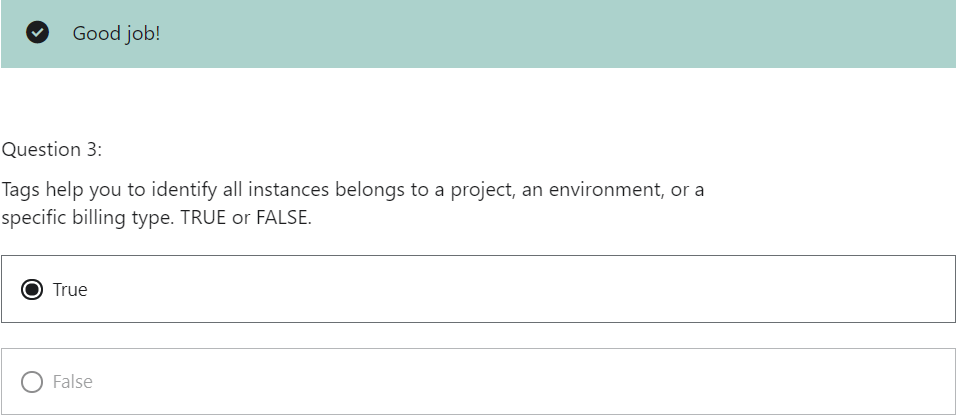 Good job!
Question 3:
Tags help you to identify all instances belongs to a project, an environment, or a
specific billing type. TRUE or FALSE.
True
False